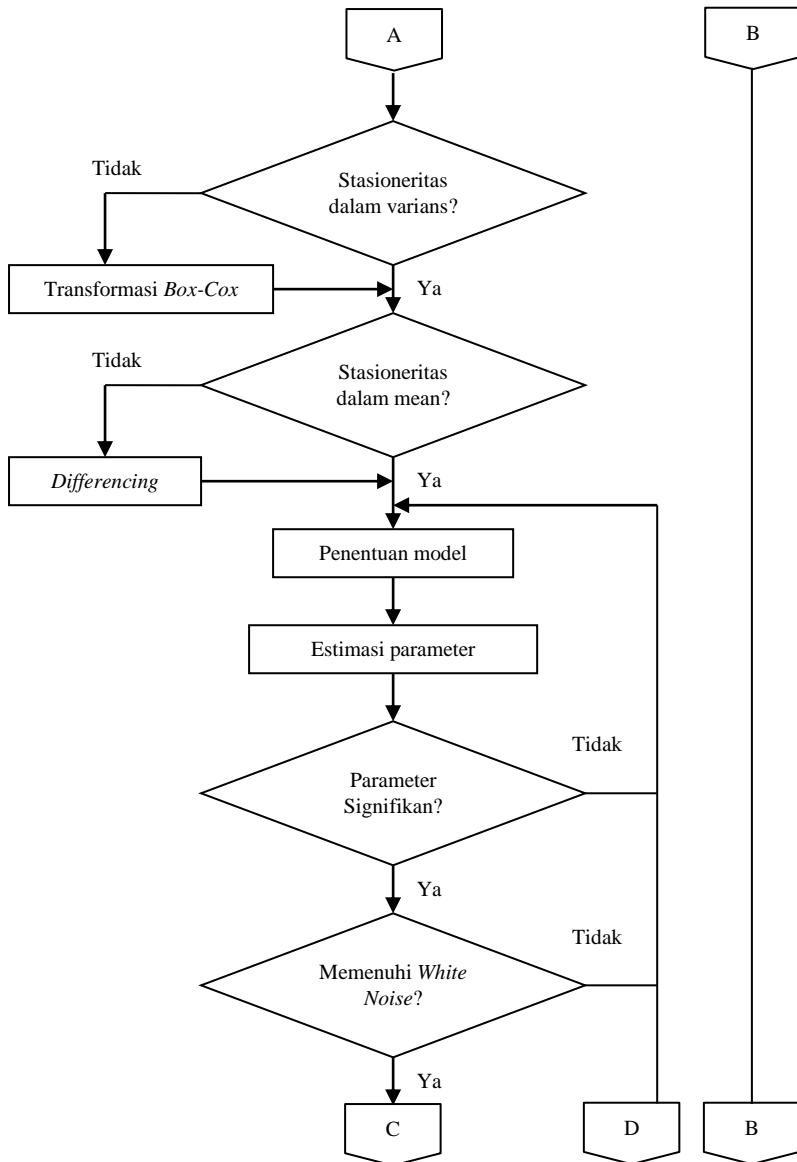 A
B
Tidak
Stasioneritas
dalam varians?
Transformasi Box-Cox
Ya
Tidak
Stasioneritas
dalam mean?
Differencing
Ya
Penentuan model
Estimasi parameter
Tidak
Parameter
Signifikan?
Ya
Tidak
Memenuhi White
Noise?
Ya
C
D
B